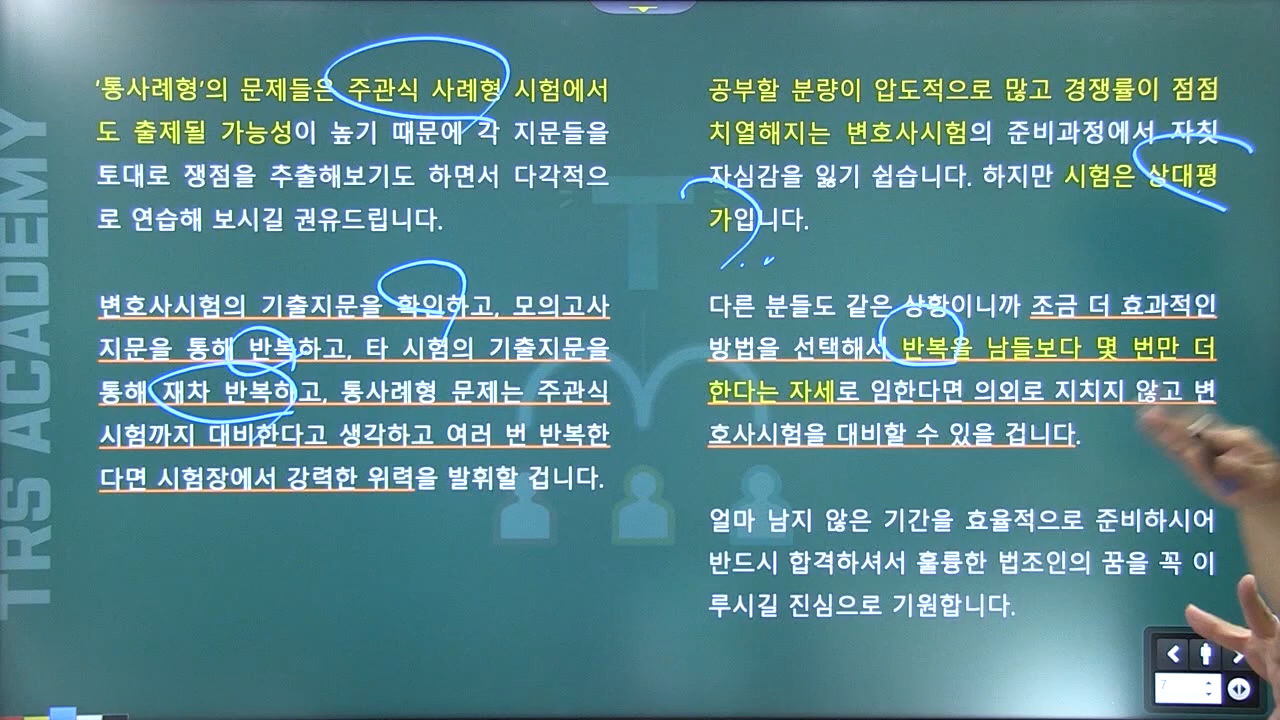 TRS ACADEMY
'통사례형'의 문제들은 주관식 사례형 시험에서
도 출제될 가능성이 높기 때문에 각 지문들을
토대로 쟁점을 추출해보기도 하면서 다각적으
로 연습해 보시길 권유드립니다.
변호사시험의 기출지문을 확인하고, 모의고사
지문을 통해 반복하고, 타 시험의 기출지문을
통해 재차 반복하고, 통사례형 문제는 주관식
시험까지 대비한다고 생각하고 여러 번 반복한
다면 시험장에서 강력한 위력을 발휘할 겁니다.
공부할 분량이 압도적으로 많고 경쟁률이 점점
치열해지는 변호사시험의 준비과정에서 자칫
자심감을 잃기 쉽습니다. 하지만 시험은 상대평
가입니다.
다른 분들도 같은 상황이니까 조금 더 효과적인
방법을 선택해서 반복을 남들보다 몇 번만 더
한다는 자세로 임한다면 의외로 지치지 않고 변
호사시험을 대비할 수 있을 겁니다.
얼마 남지 않은 기간을 효율적으로 준비하시어
반드시 합격하셔서 훌륭한 법조인의 꿈을 꼭 이
루시길 진심으로 기원합니다.
7